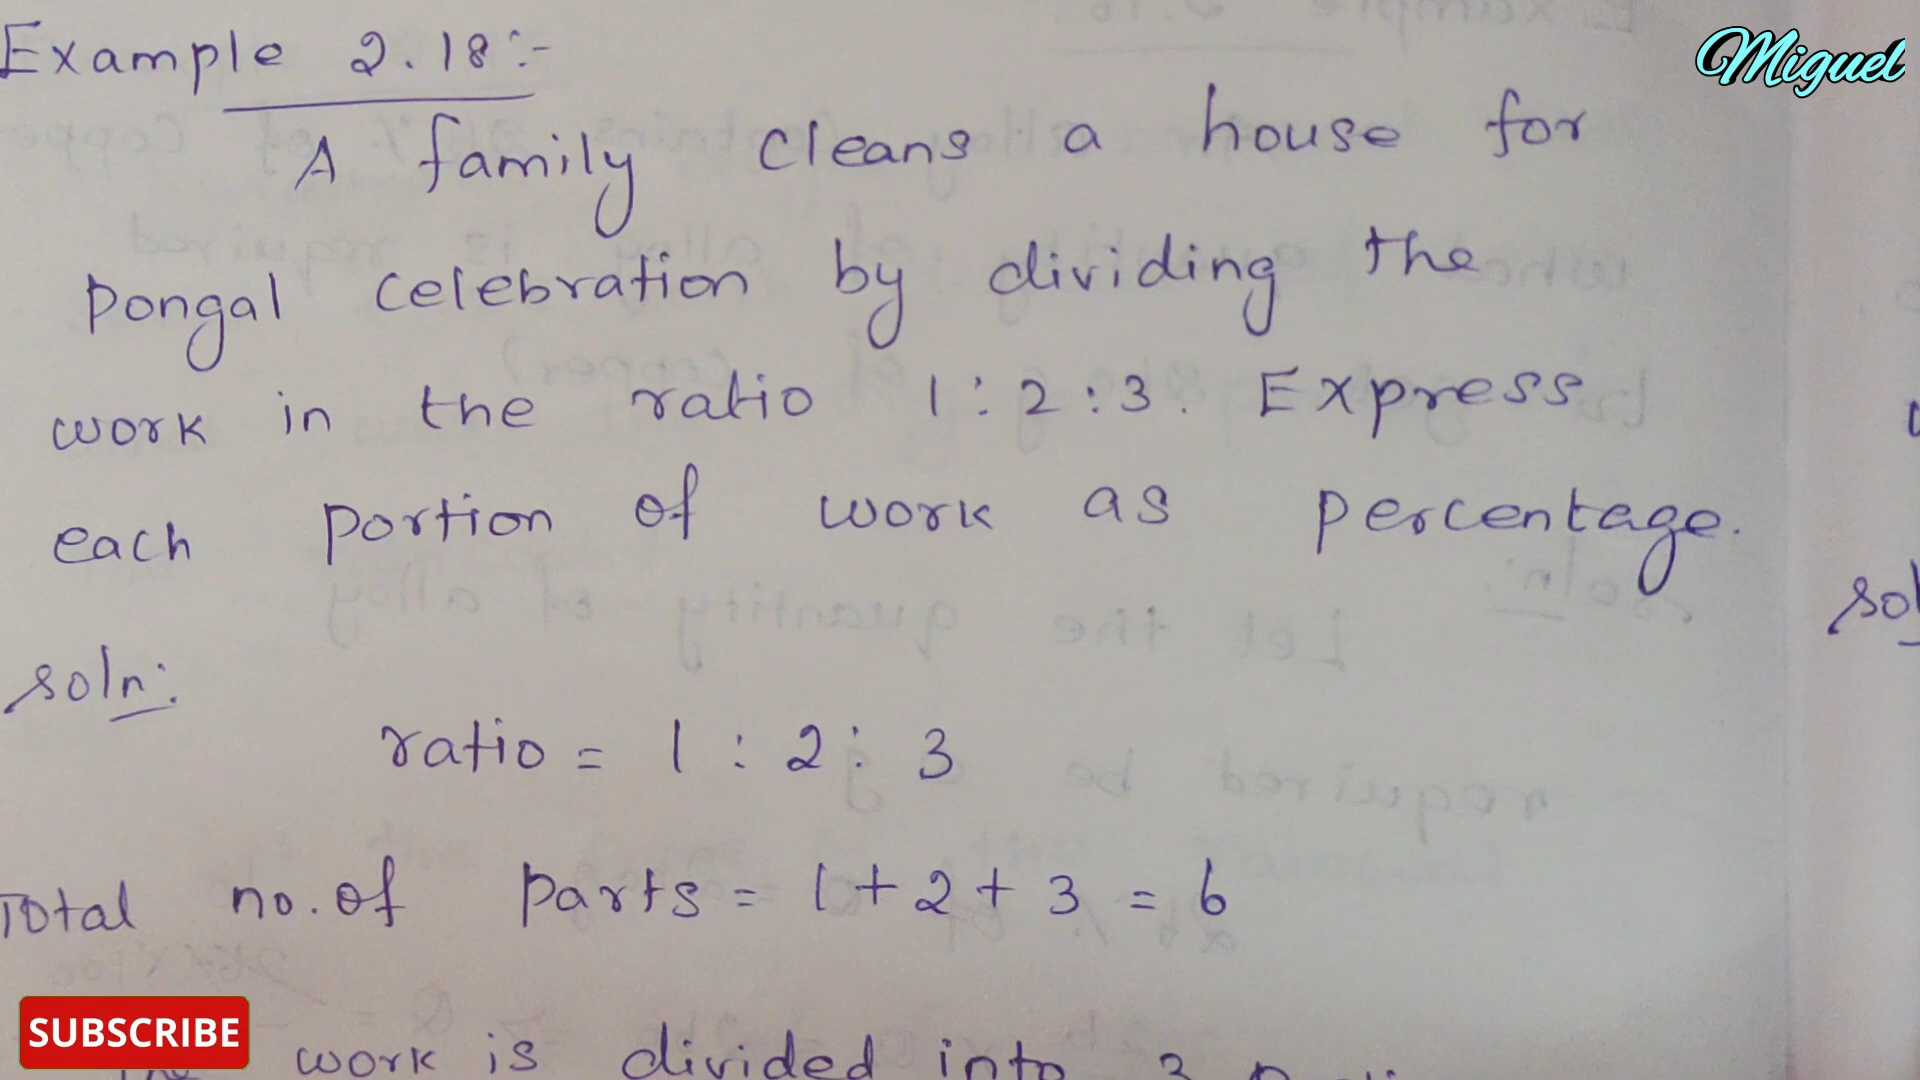 Example 2.18:-
Miguel
A family cleans a house for
pongal celebration by dividing the
work in the ratio 1:2:3. Express
each portion of work as percentage.
soln:
ratio = 1 : 2 : 3
Total no. of parts = 1 + 2 + 3 = 6
SUBSCRIBE
work is divided into 3